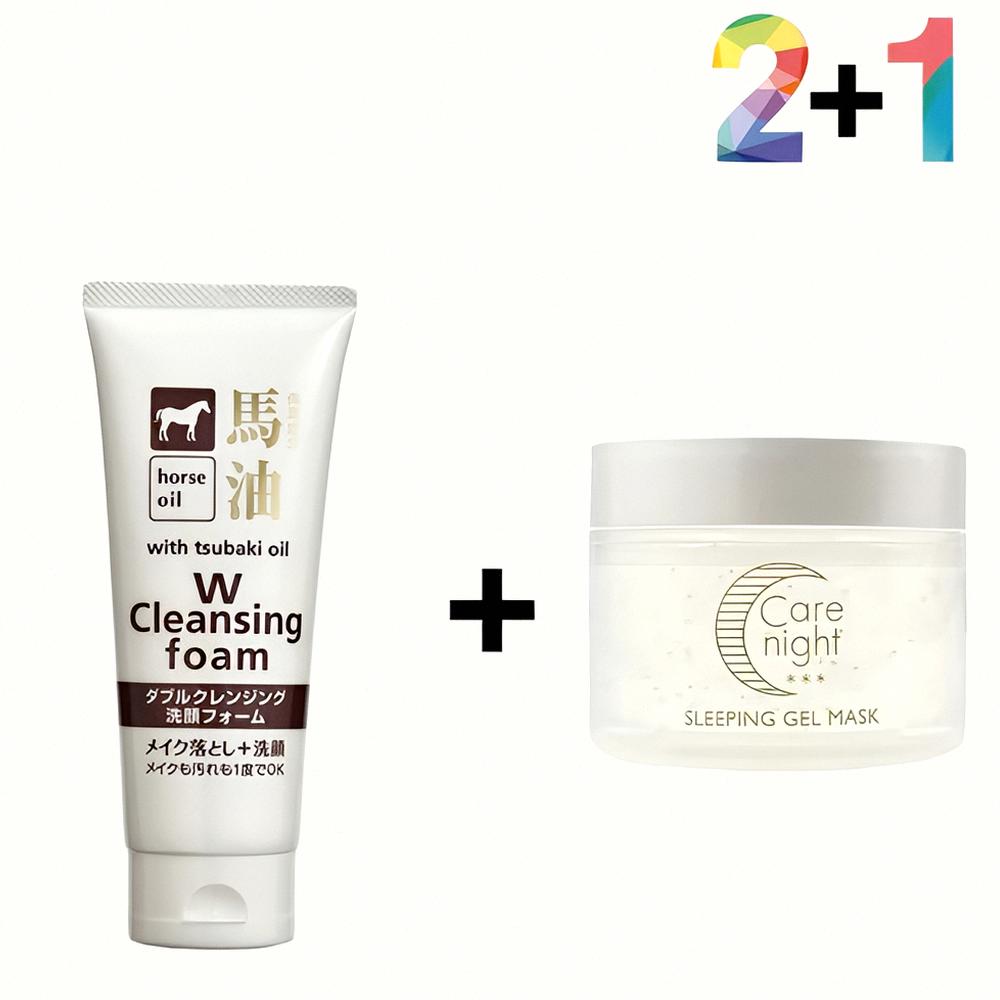 2+1
馬油
horse
oil
with tsubaki oil
W
Cleansing
foam
ダブルクレンジング
洗顔フォーム
メイク落とし+洗顔
メイクも汚れも1度でOK
+
Care
night
SLEEPING GEL MASK